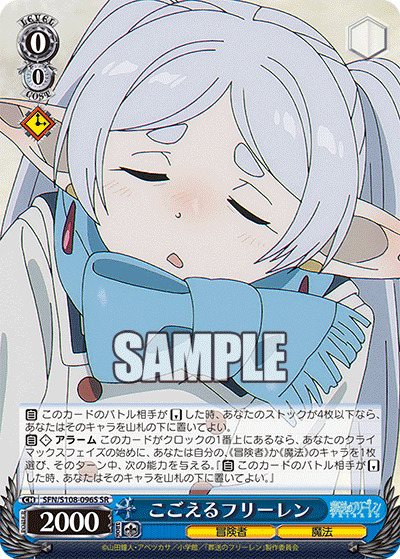 LEVEL
0
0
COST
SAMPLE
自 このカードのバトル相手が した時、あなたのストックが4枚以下なら、
あなたはそのキャラを山札の下に置いてよい。
自 アラーム このカードがクロックの1番上にあるなら、あなたのクライ
マックスフェイズの始めに、あなたは自分の、《冒険者》か《魔法》のキャラを1枚
選び、そのターン中、次の能力を与える。『自 このカードのバトル相手が
した時、あなたはそのキャラを山札の下に置いてよい。』
SFN/S108-096S SR
2000
こごえるフリーレン
葬送のフリーレン
冒険者
魔法
©山田鐘人・アベツカサ／小学館／「葬送のフリーレン」製作委員会